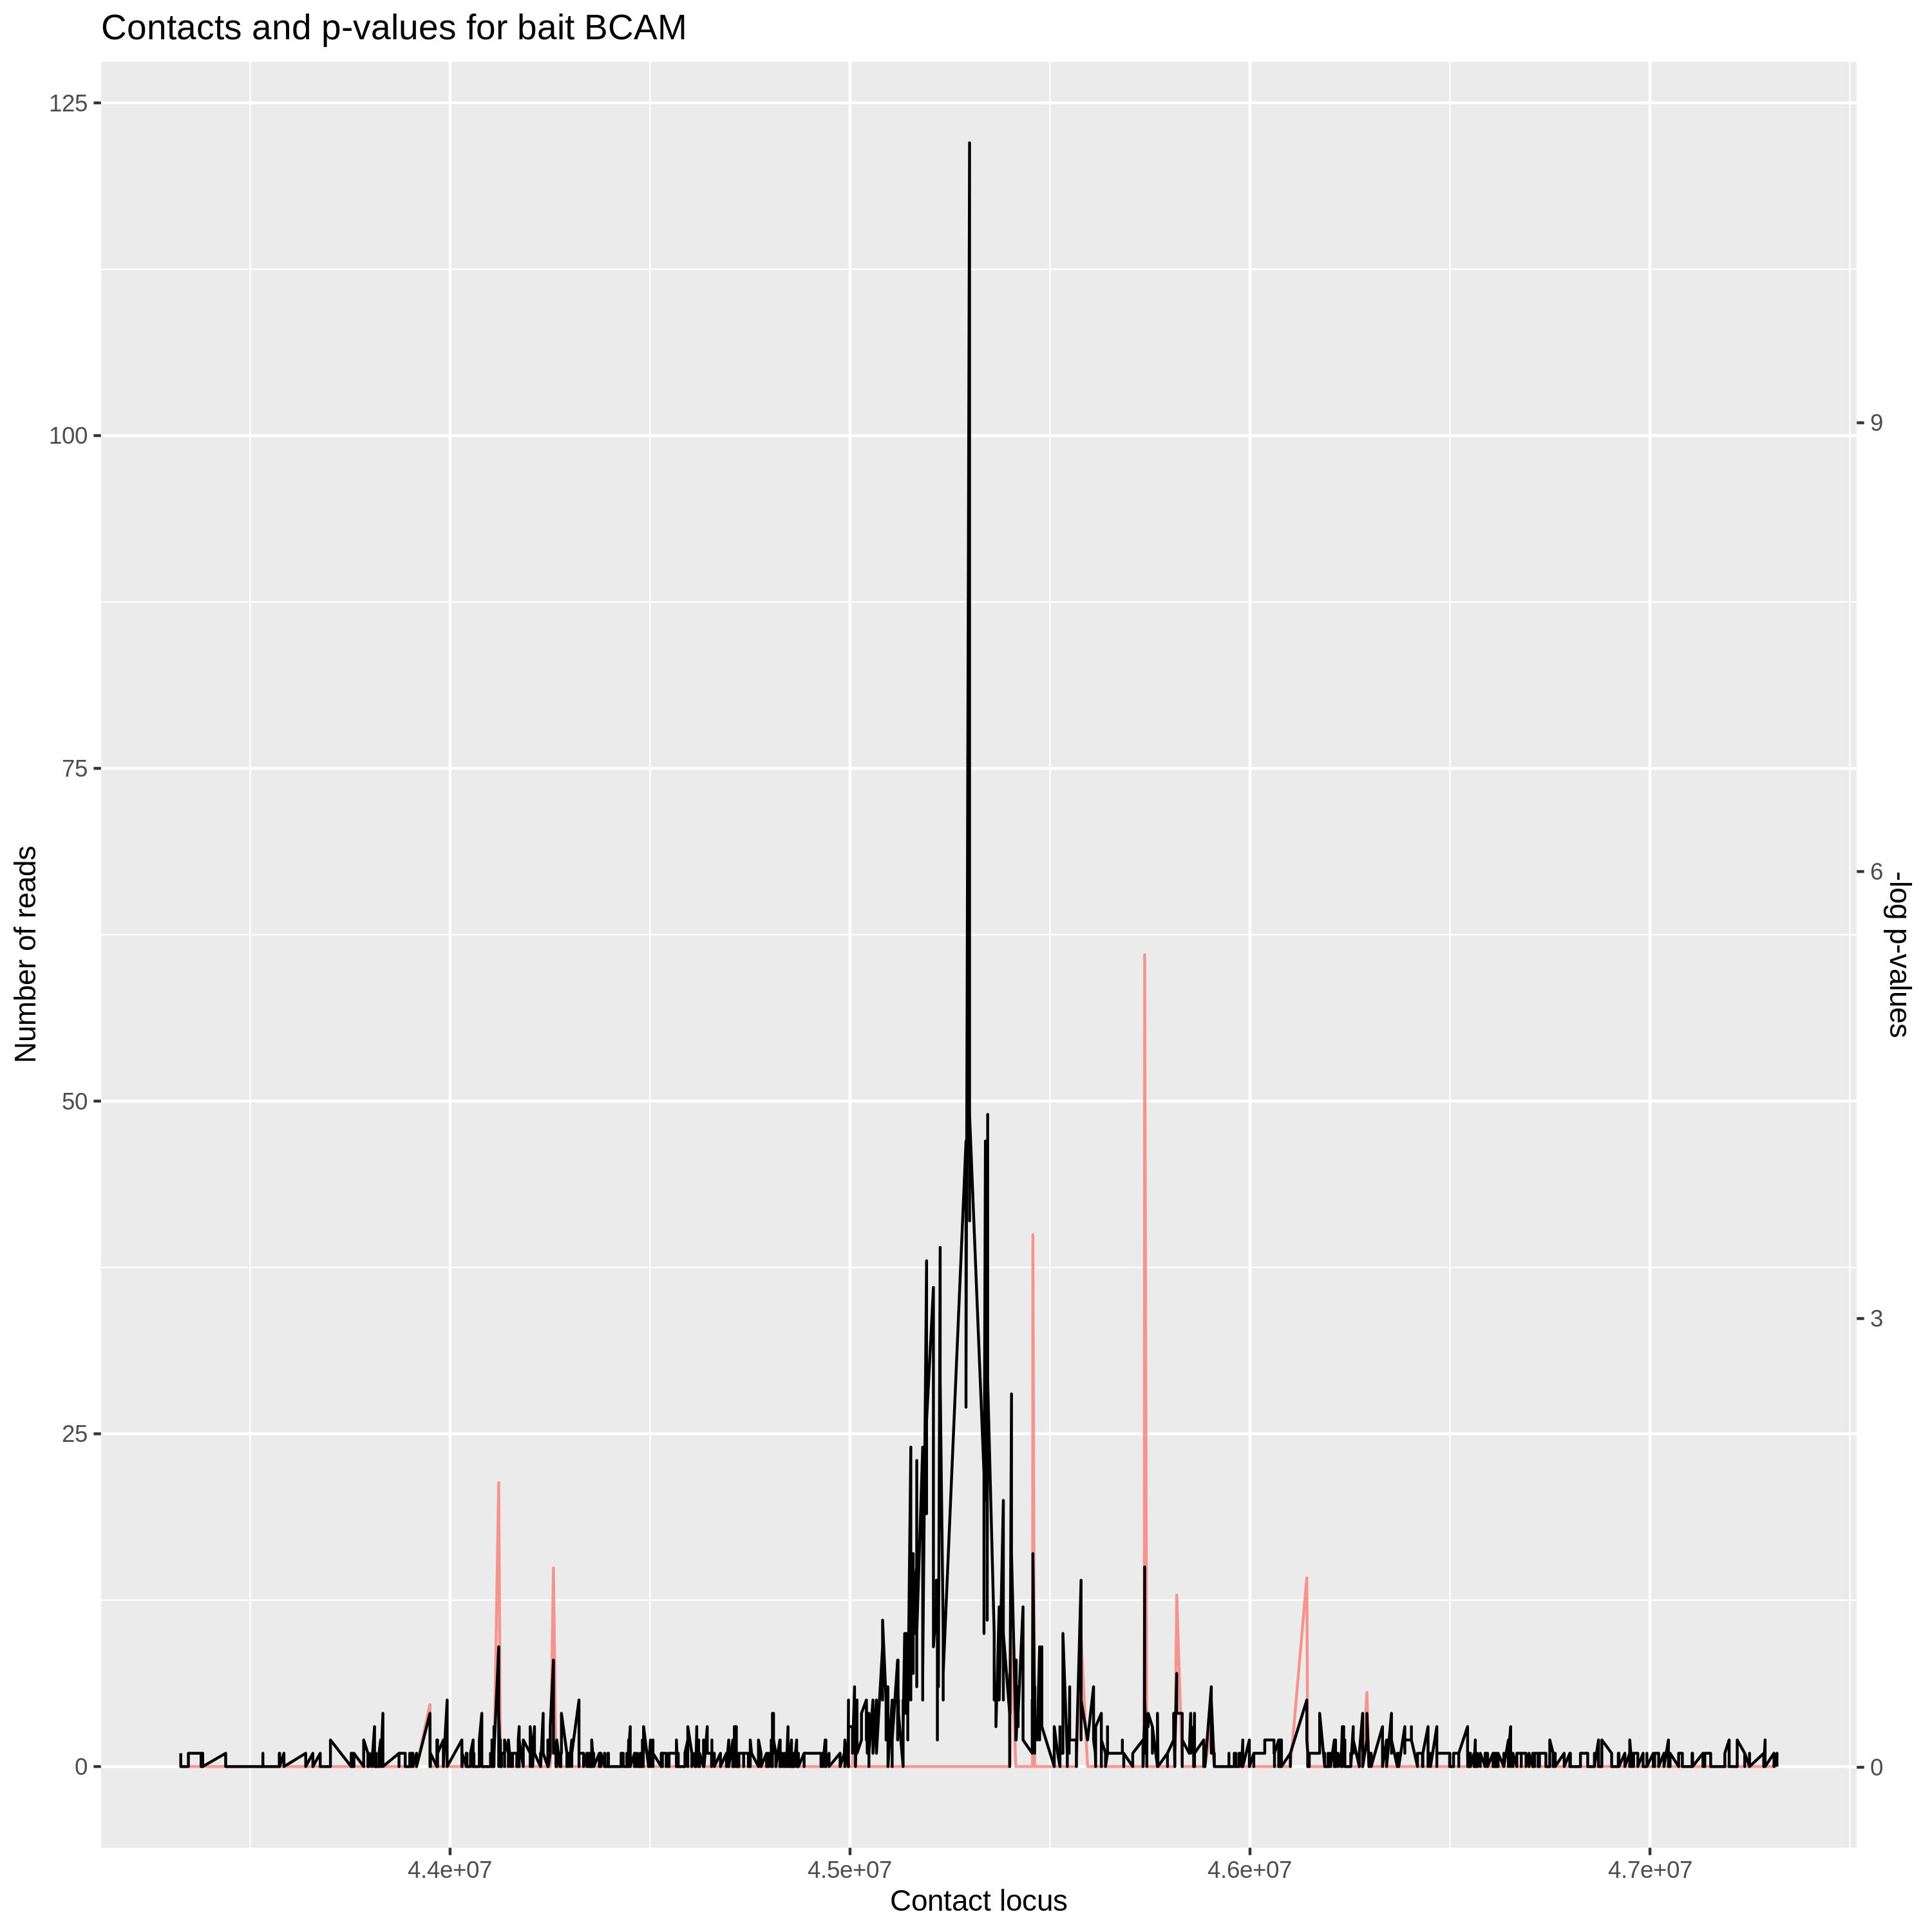 Contacts and p-values for bait BCAM
125
100
75
50
25
0
Number of reads
9
6
3
0
-log p-values
4.4e+07
4.5e+07
4.6e+07
4.7e+07
Contact locus